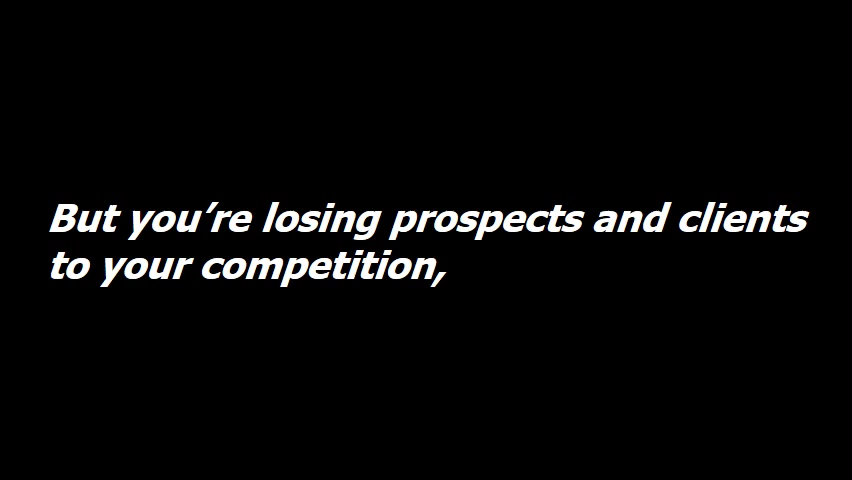 But you’re losing prospects and clients
to your competition,